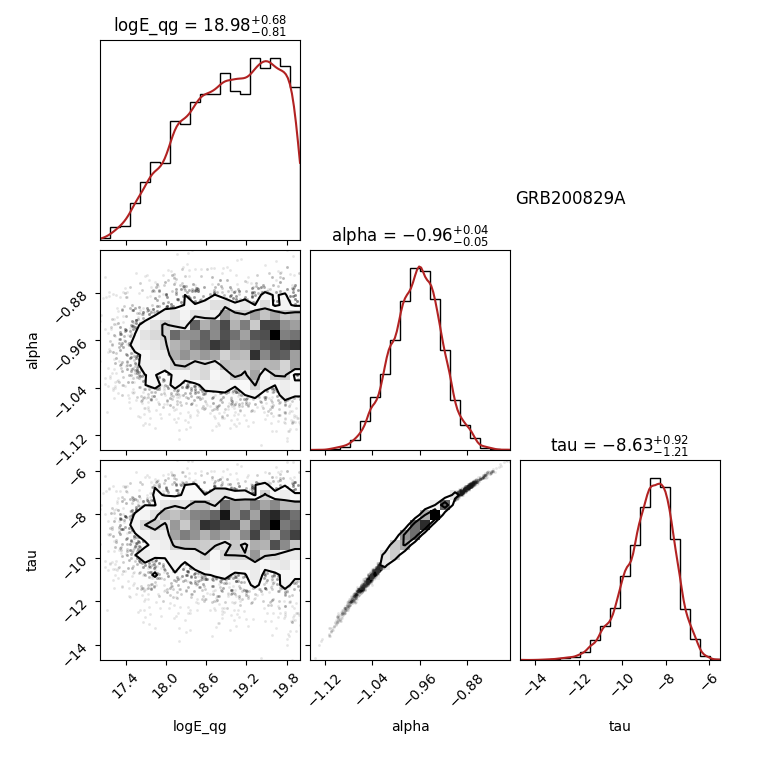 logE_qg = 18.98^{+0.68}_{−0.81}
GRB200829A
alpha = −0.96^{+0.04}_{−0.05}
−0.88
−0.96
−1.04
−1.12
alpha
tau = −8.63^{+0.92}_{−1.21}
−6
−8
−10
−12
−14
tau
17.4 18.0 18.6 19.2 19.8
−1.12 −1.04 −0.96 −0.88
−14 −12 −10 −8 −6
logE_qg alpha tau